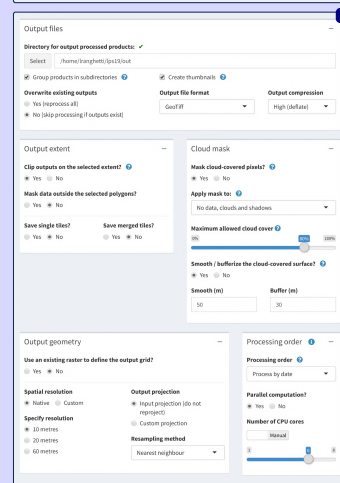 Output files
Directory for output processed products: ✓
Select /home/lranghetti/lps19/out
Group products in subdirectories
Create thumbnails
Overwrite existing outputs
Yes (reprocess all)
No (skip processing if outputs exist)
Output file format
GeoTiff
Output compression
High (deflate)
Output extent
Clip outputs on the selected extent?
Yes No
Mask data outside the selected polygons?
Yes No
Save single tiles?
Yes No
Save merged tiles?
Yes No
Cloud mask
Mask cloud-covered pixels?
Yes No
Apply mask to:
No data, clouds and shadows
Maximum allowed cloud cover
0% 80% 100%
Smooth / bufferize the cloud-covered surface?
Yes No
Smooth (m)
50
Buffer (m)
30
Output geometry
Use an existing raster to define the output grid?
Yes No
Spatial resolution
Native Custom
Specify resolution
10 metres
20 metres
60 metres
Output projection
Input projection (do not
reproject)
Custom projection
Resampling method
Nearest neighbour
Processing order
Processing order
Process by date
Parallel computation?
Yes No
Number of CPU cores
Manual